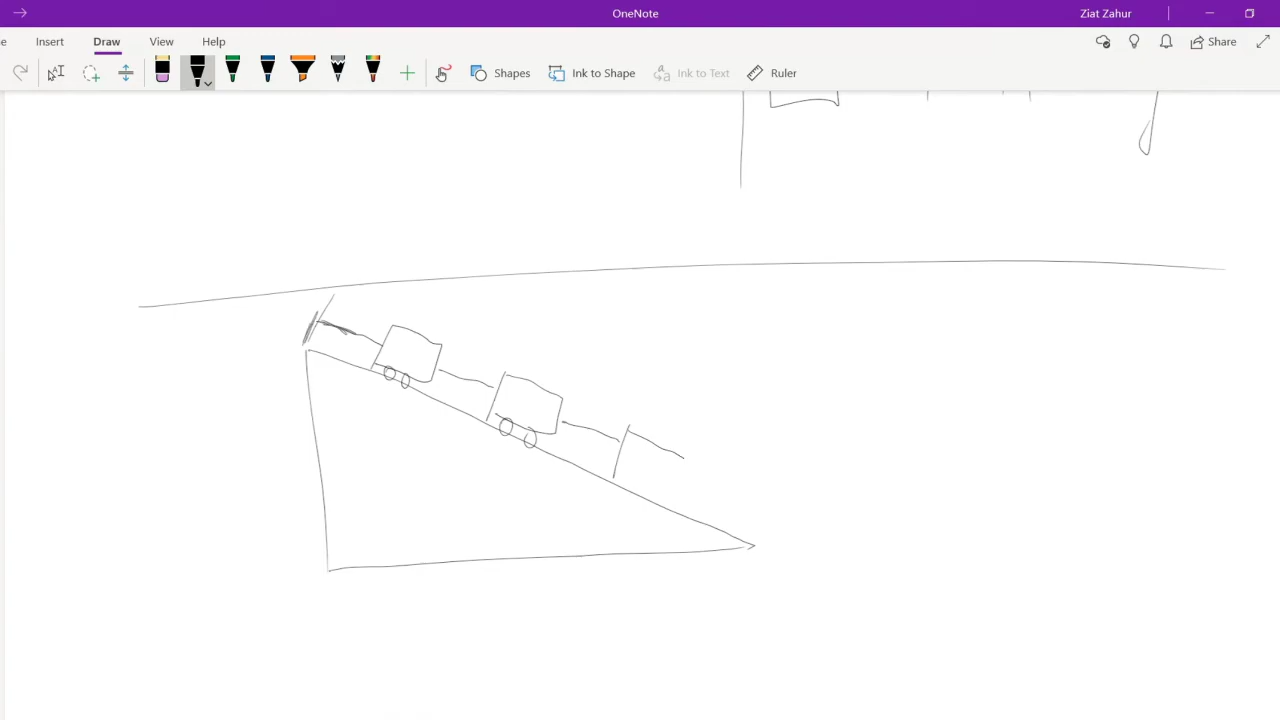 OneNote
Ziat Zahur
Insert Draw View Help
Share
Shapes Ink to Shape Ink to Text Ruler